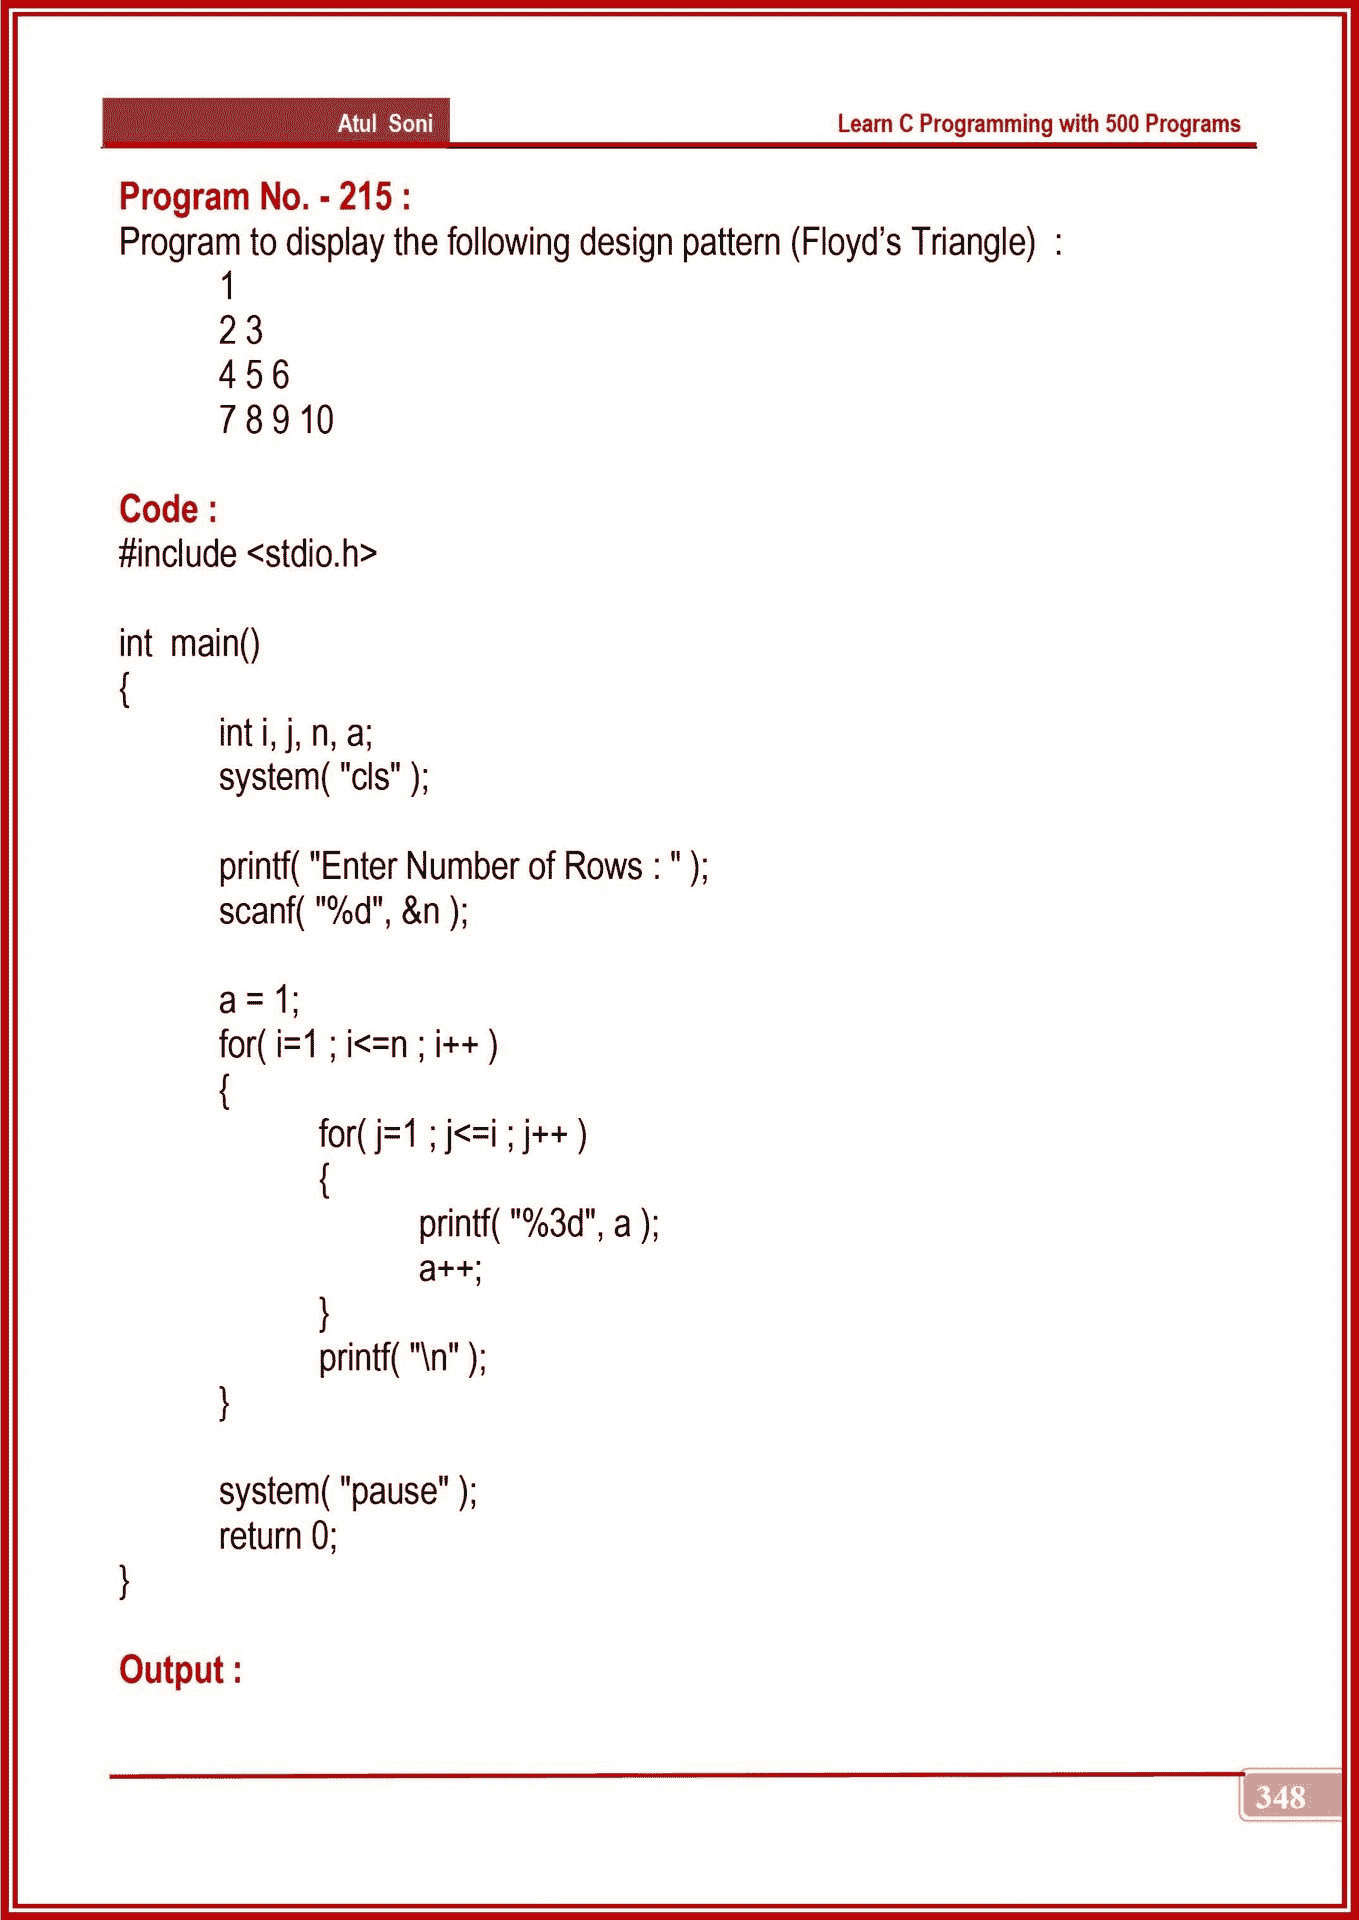 Atul Soni
Learn C Programming with 500 Programs
Program No. - 215 :
Program to display the following design pattern (Floyd’s Triangle) :
1
2 3
4 5 6
7 8 9 10
Code :
#include <stdio.h>
int main()
{
int i, j, n, a;
system( "cls" );
printf( "Enter Number of Rows : " );
scanf( "%d", &n );
a = 1;
for( i=1 ; i<=n ; i++ )
{
for( j=1 ; j<=i ; j++ )
{
printf( "%3d", a );
a++;
}
printf( "\n" );
}
system( "pause" );
return 0;
}
Output :
348